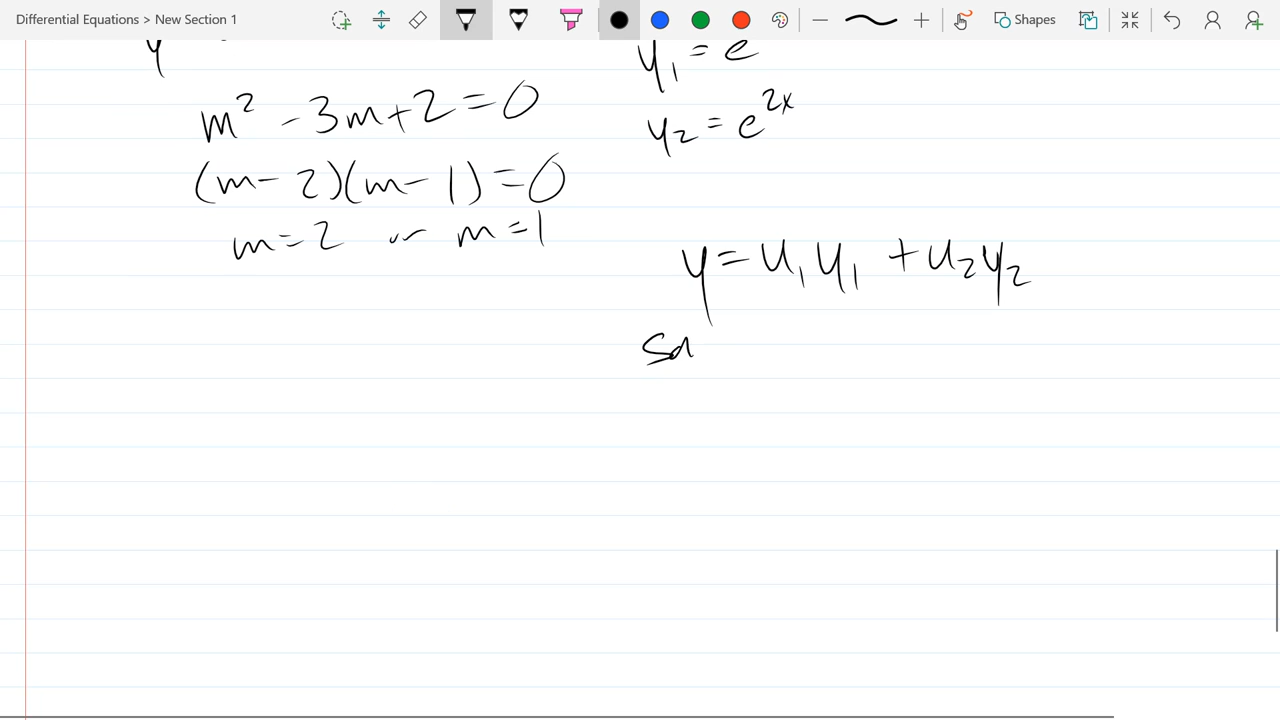 Differential Equations > New Section 1
Shapes
y
y₁ = e
m² - 3m + 2 = 0
y₂ = e^{2x}
(m - 2)(m - 1) = 0
m = 2 or m = 1
y = u₁y₁ + u₂y₂